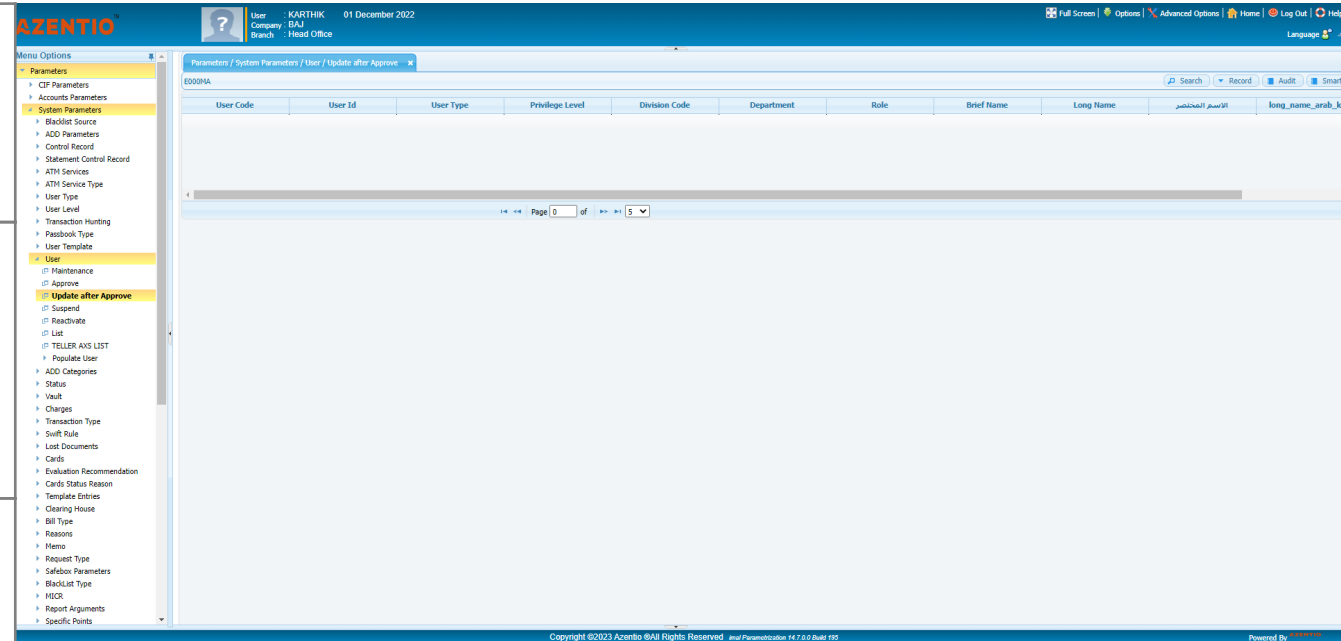 AZENTIO™
?
User : KARTHIK 01 December 2022
Company : BAJ
Branch : Head Office
Full Screen | Options | Advanced Options | Home | Log Out | Help
Language
Menu Options
Parameters
CIF Parameters
Accounts Parameters
System Parameters
Blacklist Source
ADD Parameters
Control Record
Statement Control Record
ATM Services
ATM Service Type
User Type
User Level
Transaction Hunting
Passbook Type
User Template
User
Maintenance
Approve
Update after Approve
Suspend
Reactivate
List
TELLER AXS LIST
Populate User
ADD Categories
Status
Vault
Charges
Transaction Type
Swift Rule
Lost Documents
Cards
Evaluation Recommendation
Cards Status Reason
Template Entries
Clearing House
Bill Type
Reasons
Memo
Request Type
Safebox Parameters
BlackList Type
MICR
Report Arguments
Specific Points
Parameters / System Parameters / User / Update after Approve
E000MA
Search Record Audit Smart
User Code User Id User Type Privilege Level Division Code Department Role Brief Name Long Name الاسم المختصر long_name_arab_k
Page 0 of 5
Copyright ©2023 Azentio ®All Rights Reserved imal Parametrization 14.7.0.0 Build 195
Powered By AZENTIO